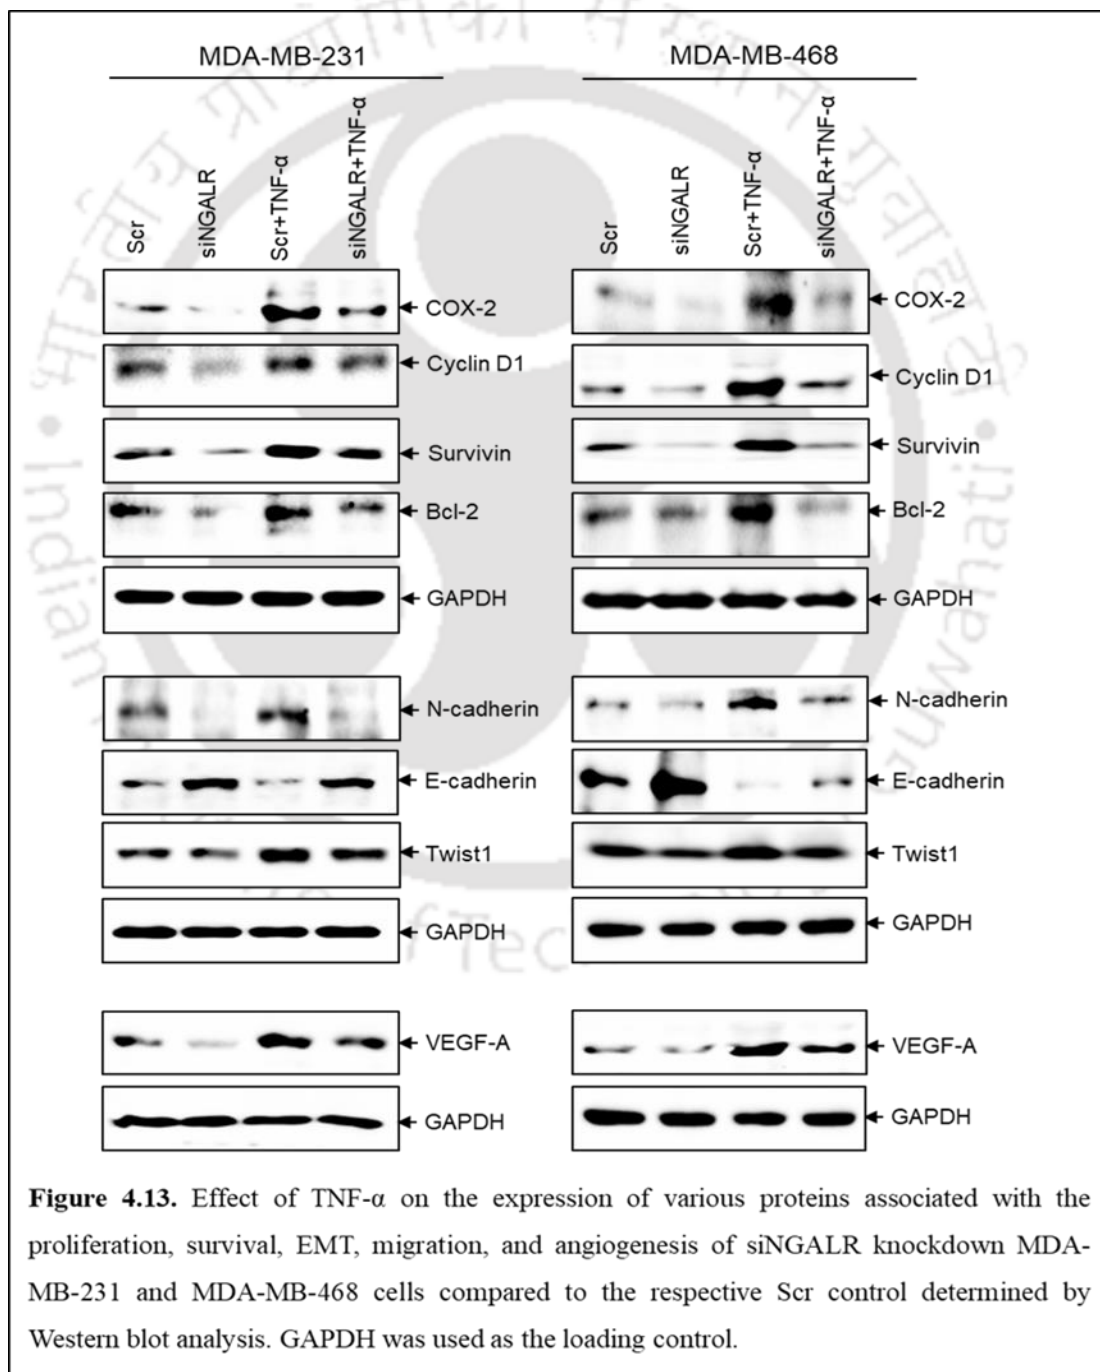 MDA-MB-231 MDA-MB-468
Scr siNGALR Scr+TNF-α siNGALR+TNF-α Scr siNGALR Scr+TNF-α siNGALR+TNF-α
COX-2 COX-2
Cyclin D1 Cyclin D1
Survivin Survivin
Bcl-2 Bcl-2
GAPDH GAPDH
N-cadherin N-cadherin
E-cadherin E-cadherin
Twist1 Twist1
GAPDH GAPDH
VEGF-A VEGF-A
GAPDH GAPDH
Figure 4.13. Effect of TNF-α on the expression of various proteins associated with the
proliferation, survival, EMT, migration, and angiogenesis of siNGALR knockdown MDA-
MB-231 and MDA-MB-468 cells compared to the respective Scr control determined by
Western blot analysis. GAPDH was used as the loading control.
Indian
of Tec
Guwahati